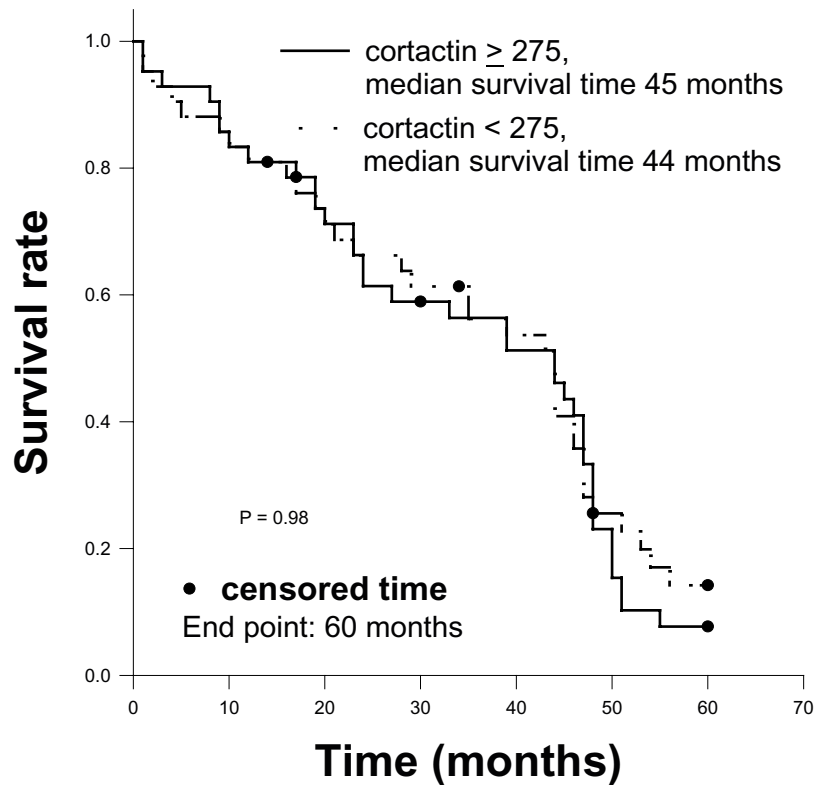 cortactin ≥ 275,
median survival time 45 months
cortactin < 275,
median survival time 44 months
Survival rate
1.0
0.8
0.6
0.4
0.2
0.0
P = 0.98
censored time
End point: 60 months
0 10 20 30 40 50 60 70
Time (months)